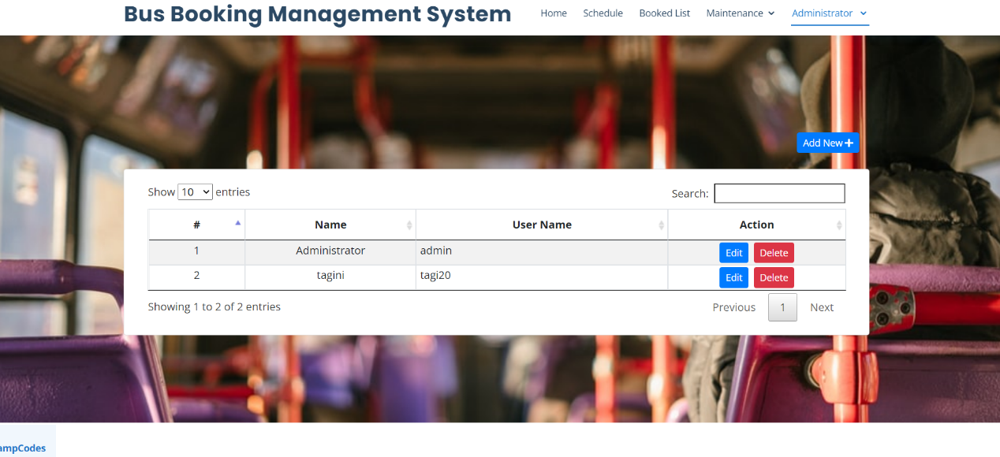 Bus Booking Management System Home Schedule Booked List Maintenance Administrator
Add New
Show 10 entries Search:
# Name User Name Action
1 Administrator admin Edit Delete
2 tagini tagi20 Edit Delete
Showing 1 to 2 of 2 entries Previous 1 Next
ampCodes